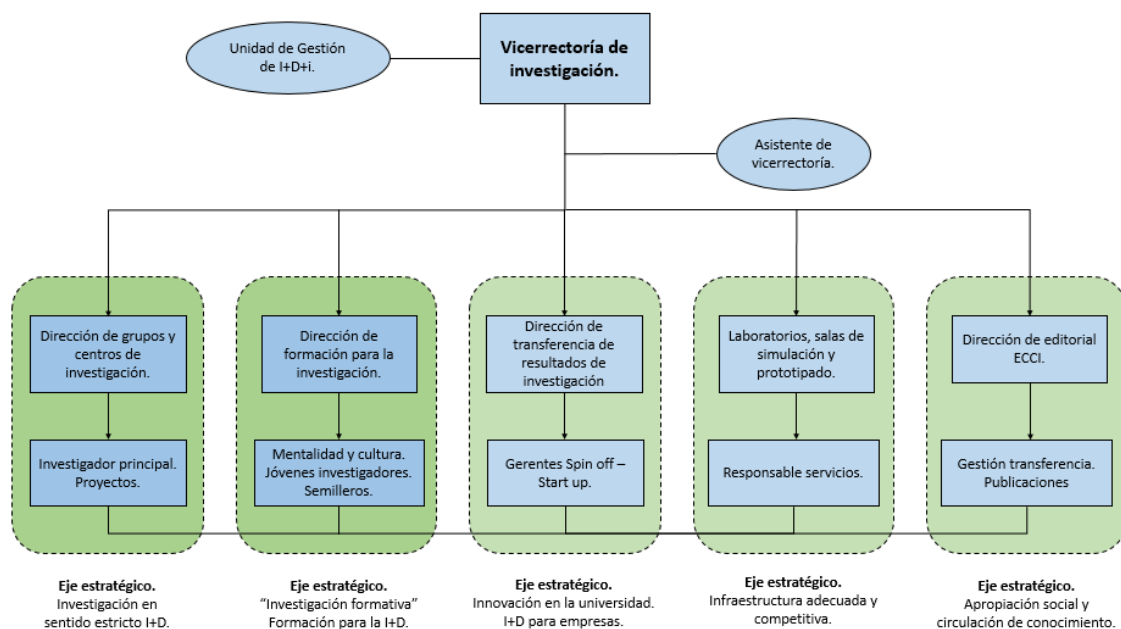 Unidad de Gestión
de I+D+i.
Vicerrectoría de
investigación.
Asistente de
vicerrectoría.
Dirección de grupos y
centros de
investigación.
Dirección de
formación para la
investigación.
Dirección de
transferencia de
resultados de
investigación
Laboratorios, salas de
simulación y
prototipado.
Dirección de editorial
ECCI.
Investigador principal.
Proyectos.
Mentalidad y cultura.
Jóvenes investigadores.
Semilleros.
Gerentes Spin off –
Start up.
Responsable servicios.
Gestión transferencia.
Publicaciones
Eje estratégico.
Investigación en
sentido estricto I+D.
Eje estratégico.
“Investigación formativa”
Formación para la I+D.
Eje estratégico.
Innovación en la universidad.
I+D para empresas.
Eje estratégico.
Infraestructura adecuada y
competitiva.
Eje estratégico.
Apropiación social y
circulación de conocimiento.